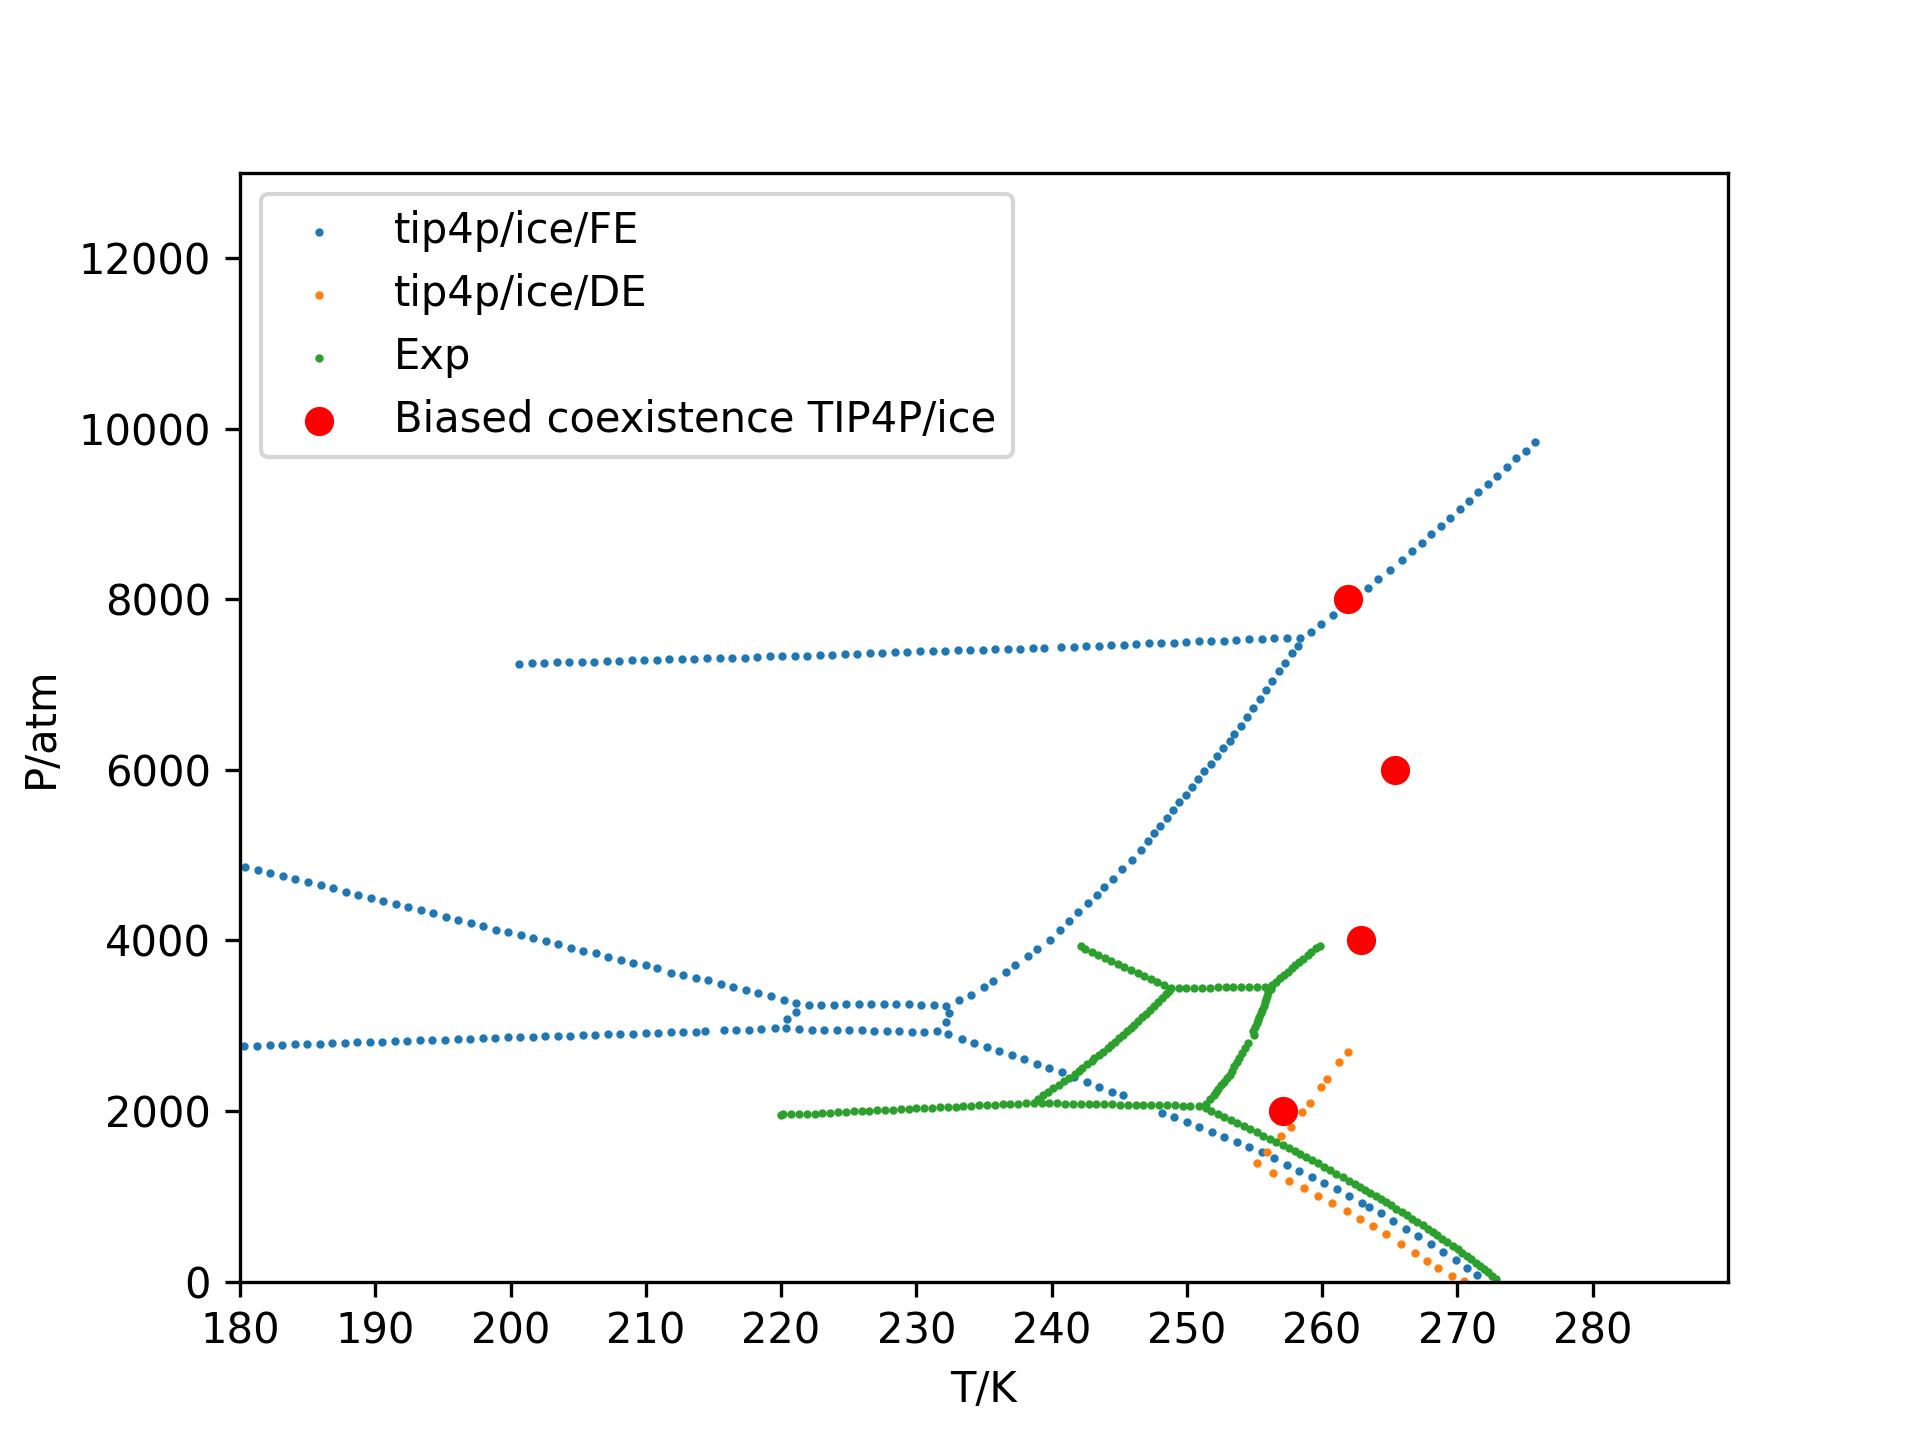 tip4p/ice/FE
tip4p/ice/DE
Exp
Biased coexistence TIP4P/ice
12000
10000
8000
6000
4000
2000
0
P/atm
180 190 200 210 220 230 240 250 260 270 280
T/K